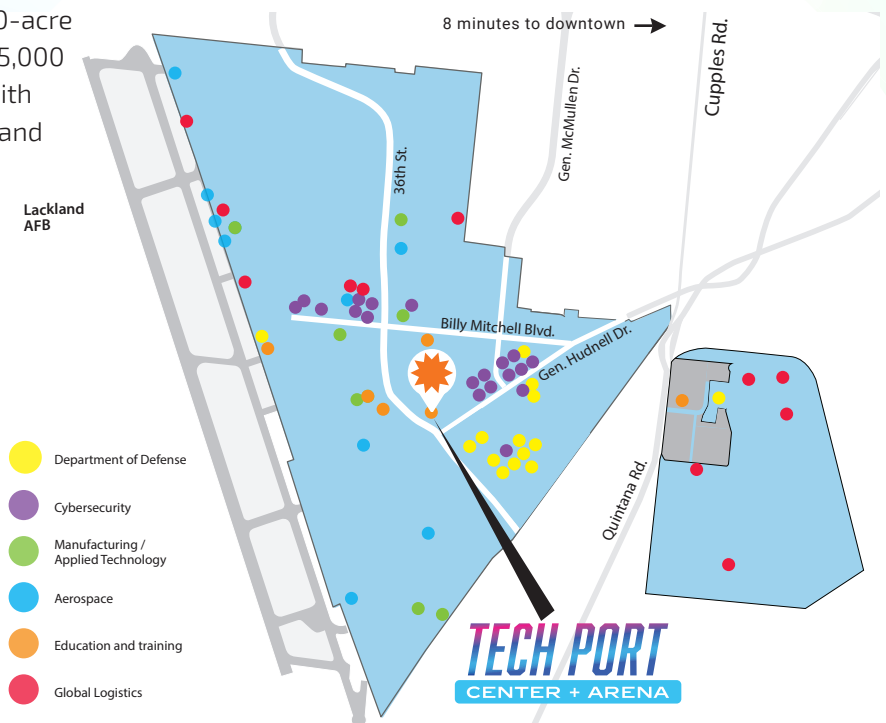 0-acre
5,000
ith
and
8 minutes to downtown
Cupples Rd.
Gen. McMullen Dr.
36th St.
Lackland
AFB
Billy Mitchell Blvd.
Gen. Hudnell Dr.
Quintana Rd.
Department of Defense
Cybersecurity
Manufacturing /
Applied Technology
Aerospace
Education and training
Global Logistics
TECH PORT
CENTER + ARENA